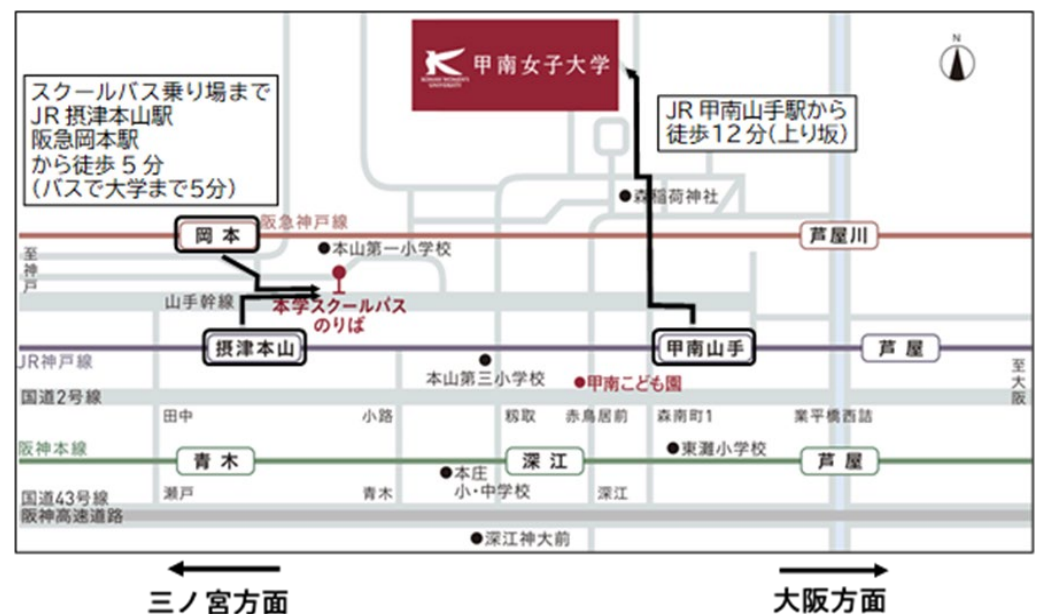 甲南女子大学
KONAN WOMEN'S
UNIVERSITY
N
スクールバス乗り場まで
JR 摂津本山駅
阪急岡本駅
から徒歩 5 分
(バスで大学まで5分)
JR 甲南山手駅から
徒歩12分(上り坂)
森稲荷神社
阪急神戸線
岡本
芦屋川
本山第一小学校
至神戸
山手幹線
本学スクールバス
のりば
摂津本山
甲南山手
芦屋
JR神戸線
至大阪
本山第三小学校
甲南こども園
国道2号線
田中
小路
籾取
赤鳥居前
森南町1
業平橋西詰
阪神本線
東灘小学校
青木
深江
芦屋
本庄
小・中学校
国道43号線
瀬戸
青木
深江
阪神高速道路
深江神大前
三ノ宮方面
大阪方面